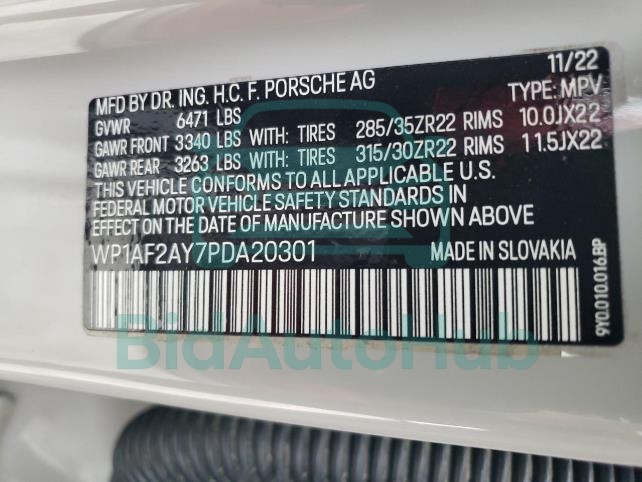 11/22
MFD BY DR. ING. H.C. F. PORSCHE AG
TYPE: MPV
GVWR 6471 LBS
GAWR FRONT 3340 LBS WITH: TIRES 285/35ZR22 RIMS 10.0JX22
GAWR REAR 3263 LBS WITH: TIRES 315/30ZR22 RIMS 11.5JX22
THIS VEHICLE CONFORMS TO ALL APPLICABLE U.S.
FEDERAL MOTOR VEHICLE SAFETY STANDARDS IN
EFFECT ON THE DATE OF MANUFACTURE SHOWN ABOVE
WP1AF2AY7PDA20301 MADE IN SLOVAKIA
9Y0.010.016.BP
BidAutoHub